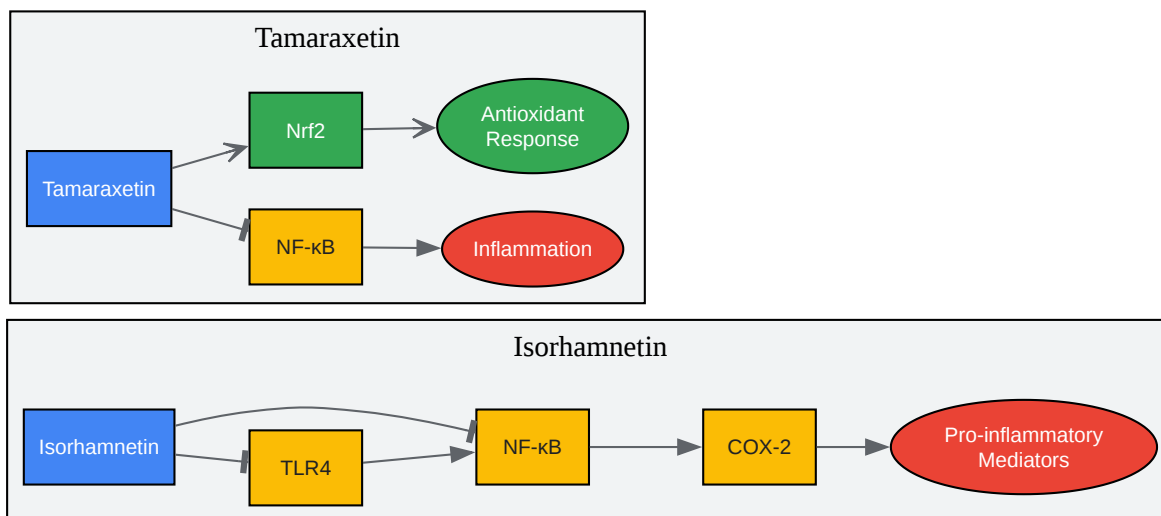 Tamaraxetin
Nrf2
Antioxidant
Response
Tamaraxetin
NF-κB
Inflammation
Isorhamnetin
Isorhamnetin
TLR4
NF-κB
COX-2
Pro-inflammatory
Mediators